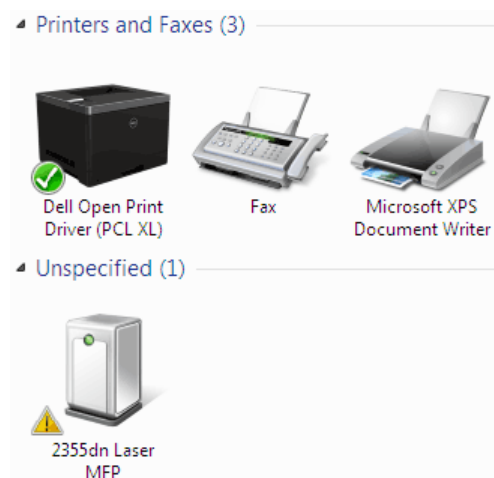 Printers and Faxes (3)
Dell Open Print
Driver (PCL XL)
Fax
Microsoft XPS
Document Writer
Unspecified (1)
2355dn Laser
MFP